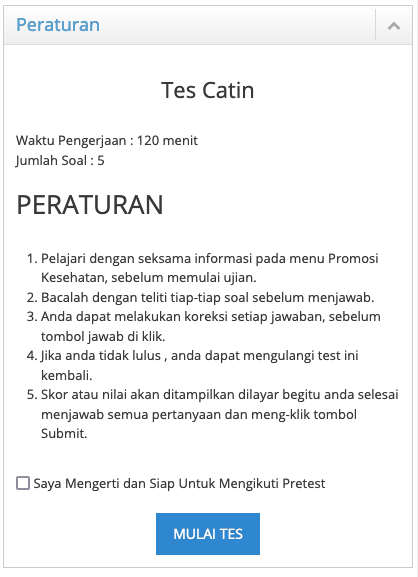 Peraturan
Tes Catin
Waktu Pengerjaan : 120 menit
Jumlah Soal : 5
PERATURAN
1. Pelajari dengan seksama informasi pada menu Promosi
Kesehatan, sebelum memulai ujian.
2. Bacalah dengan teliti tiap-tiap soal sebelum menjawab.
3. Anda dapat melakukan koreksi setiap jawaban, sebelum
tombol jawab di klik.
4. Jika anda tidak lulus , anda dapat mengulangi test ini
kembali.
5. Skor atau nilai akan ditampilkan dilayar begitu anda selesai
menjawab semua pertanyaan dan meng-klik tombol
Submit.
Saya Mengerti dan Siap Untuk Mengikuti Pretest
MULAI TES